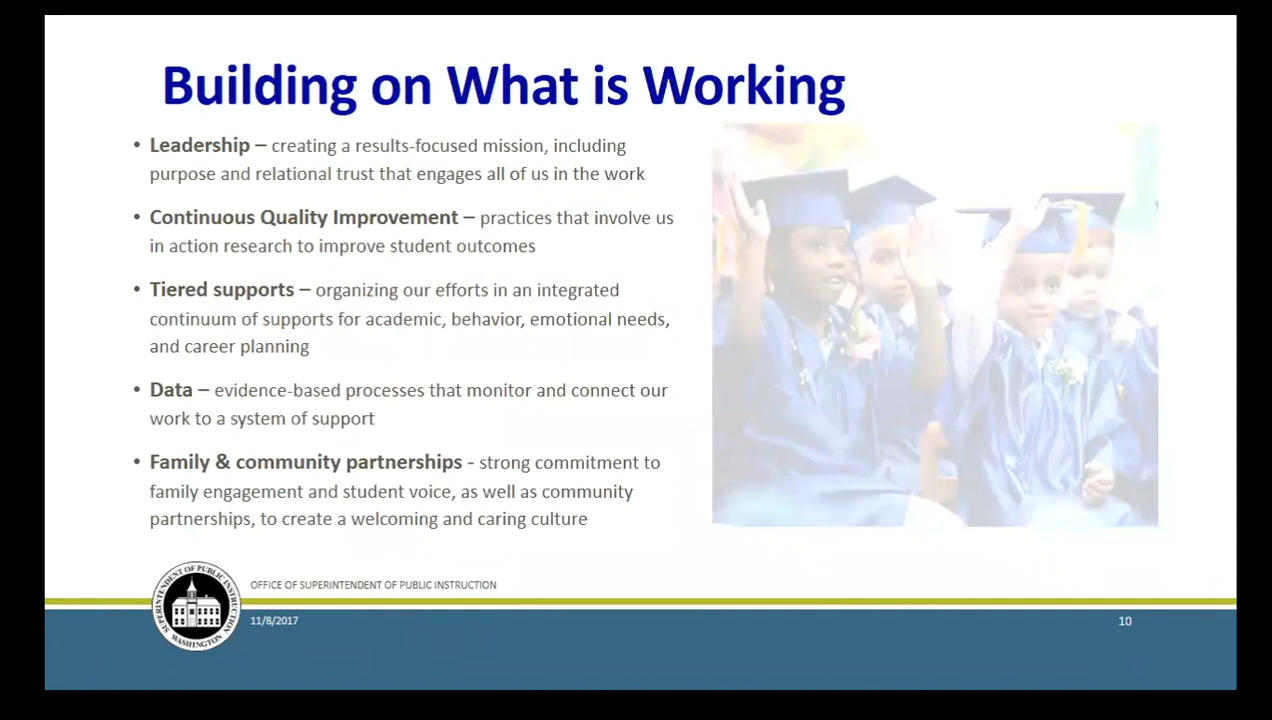 Building on What is Working
• Leadership – creating a results-focused mission, including
purpose and relational trust that engages all of us in the work
• Continuous Quality Improvement – practices that involve us
in action research to improve student outcomes
• Tiered supports – organizing our efforts in an integrated
continuum of supports for academic, behavior, emotional needs,
and career planning
• Data – evidence-based processes that monitor and connect our
work to a system of support
• Family & community partnerships - strong commitment to
family engagement and student voice, as well as community
partnerships, to create a welcoming and caring culture
SUPERINTENDENT OF PUBLIC INSTRUCTION
WASHINGTON
OFFICE OF SUPERINTENDENT OF PUBLIC INSTRUCTION
11/8/2017
10